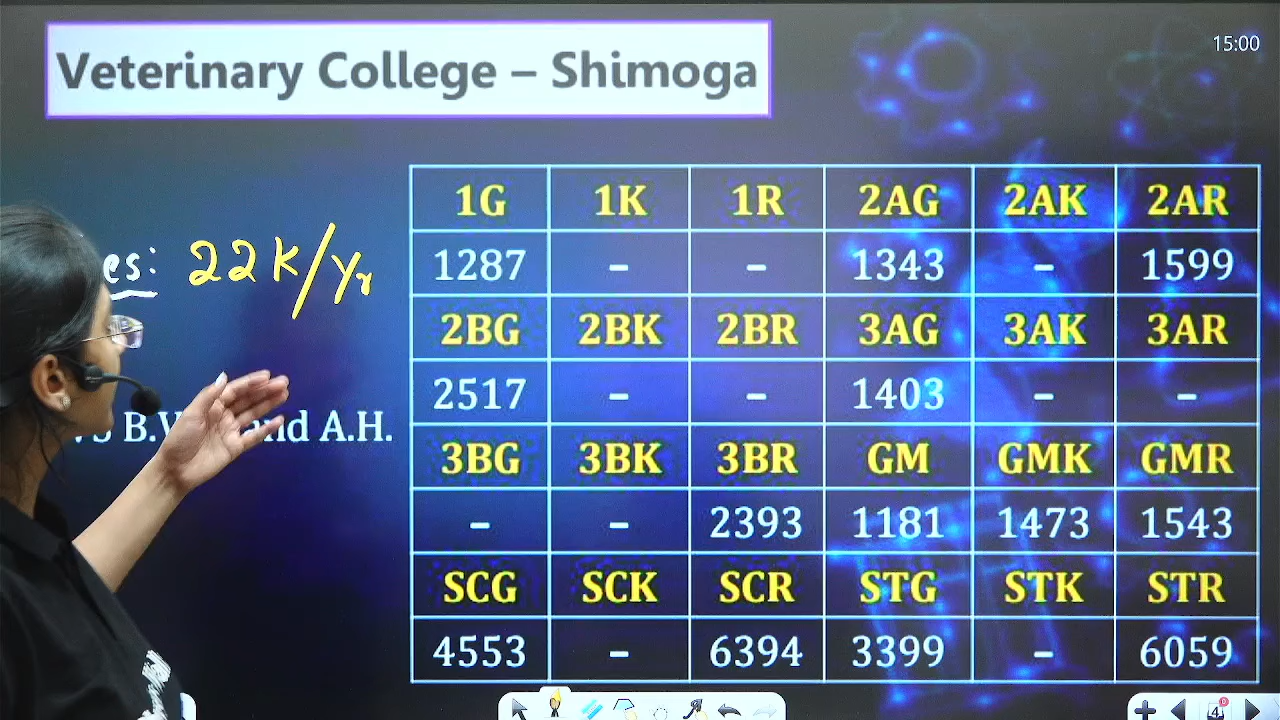 Veterinary College – Shimoga
15:00
22K/Yr
B.V and A.H.
1G 1K 1R 2AG 2AK 2AR
1287 – – 1343 – 1599
2BG 2BK 2BR 3AG 3AK 3AR
2517 – – 1403 – –
3BG 3BK 3BR GM GMK GMR
– – 2393 1181 1473 1543
SCG SCK SCR STG STK STR
4553 – 6394 3399 – 6059
4